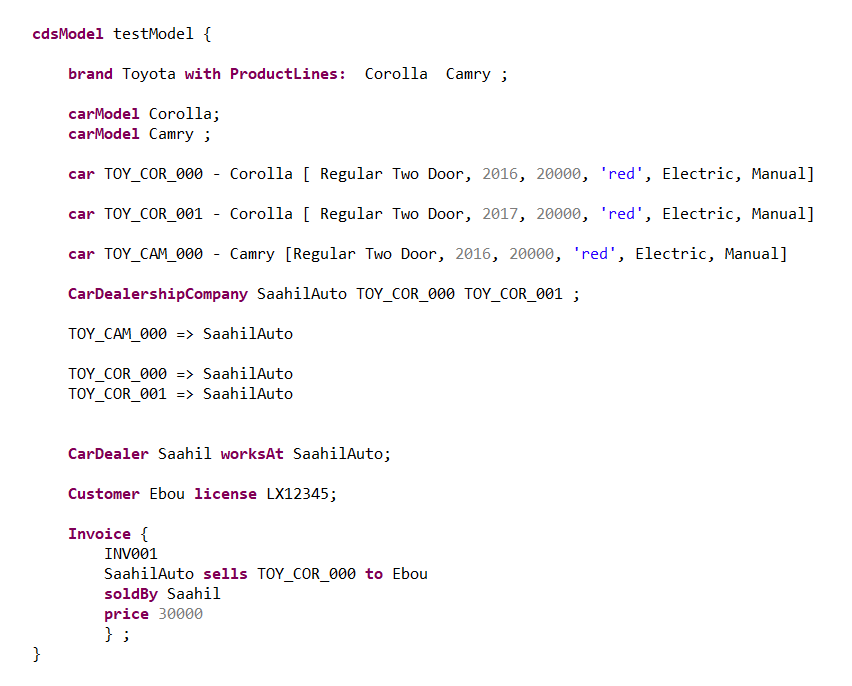 cdsModel testModel {
brand Toyota with ProductLines: Corolla Camry ;
carModel Corolla;
carModel Camry ;
car TOY_COR_000 - Corolla [ Regular Two Door, 2016, 20000, 'red', Electric, Manual]
car TOY_COR_001 - Corolla [ Regular Two Door, 2017, 20000, 'red', Electric, Manual]
car TOY_CAM_000 - Camry [Regular Two Door, 2016, 20000, 'red', Electric, Manual]
CarDealershipCompany SaahilAuto TOY_COR_000 TOY_COR_001 ;
TOY_CAM_000 => SaahilAuto
TOY_COR_000 => SaahilAuto
TOY_COR_001 => SaahilAuto
CarDealer Saahil worksAt SaahilAuto;
Customer Ebou license LX12345;
Invoice {
INV001
SaahilAuto sells TOY_COR_000 to Ebou
soldBy Saahil
price 30000
} ;
}